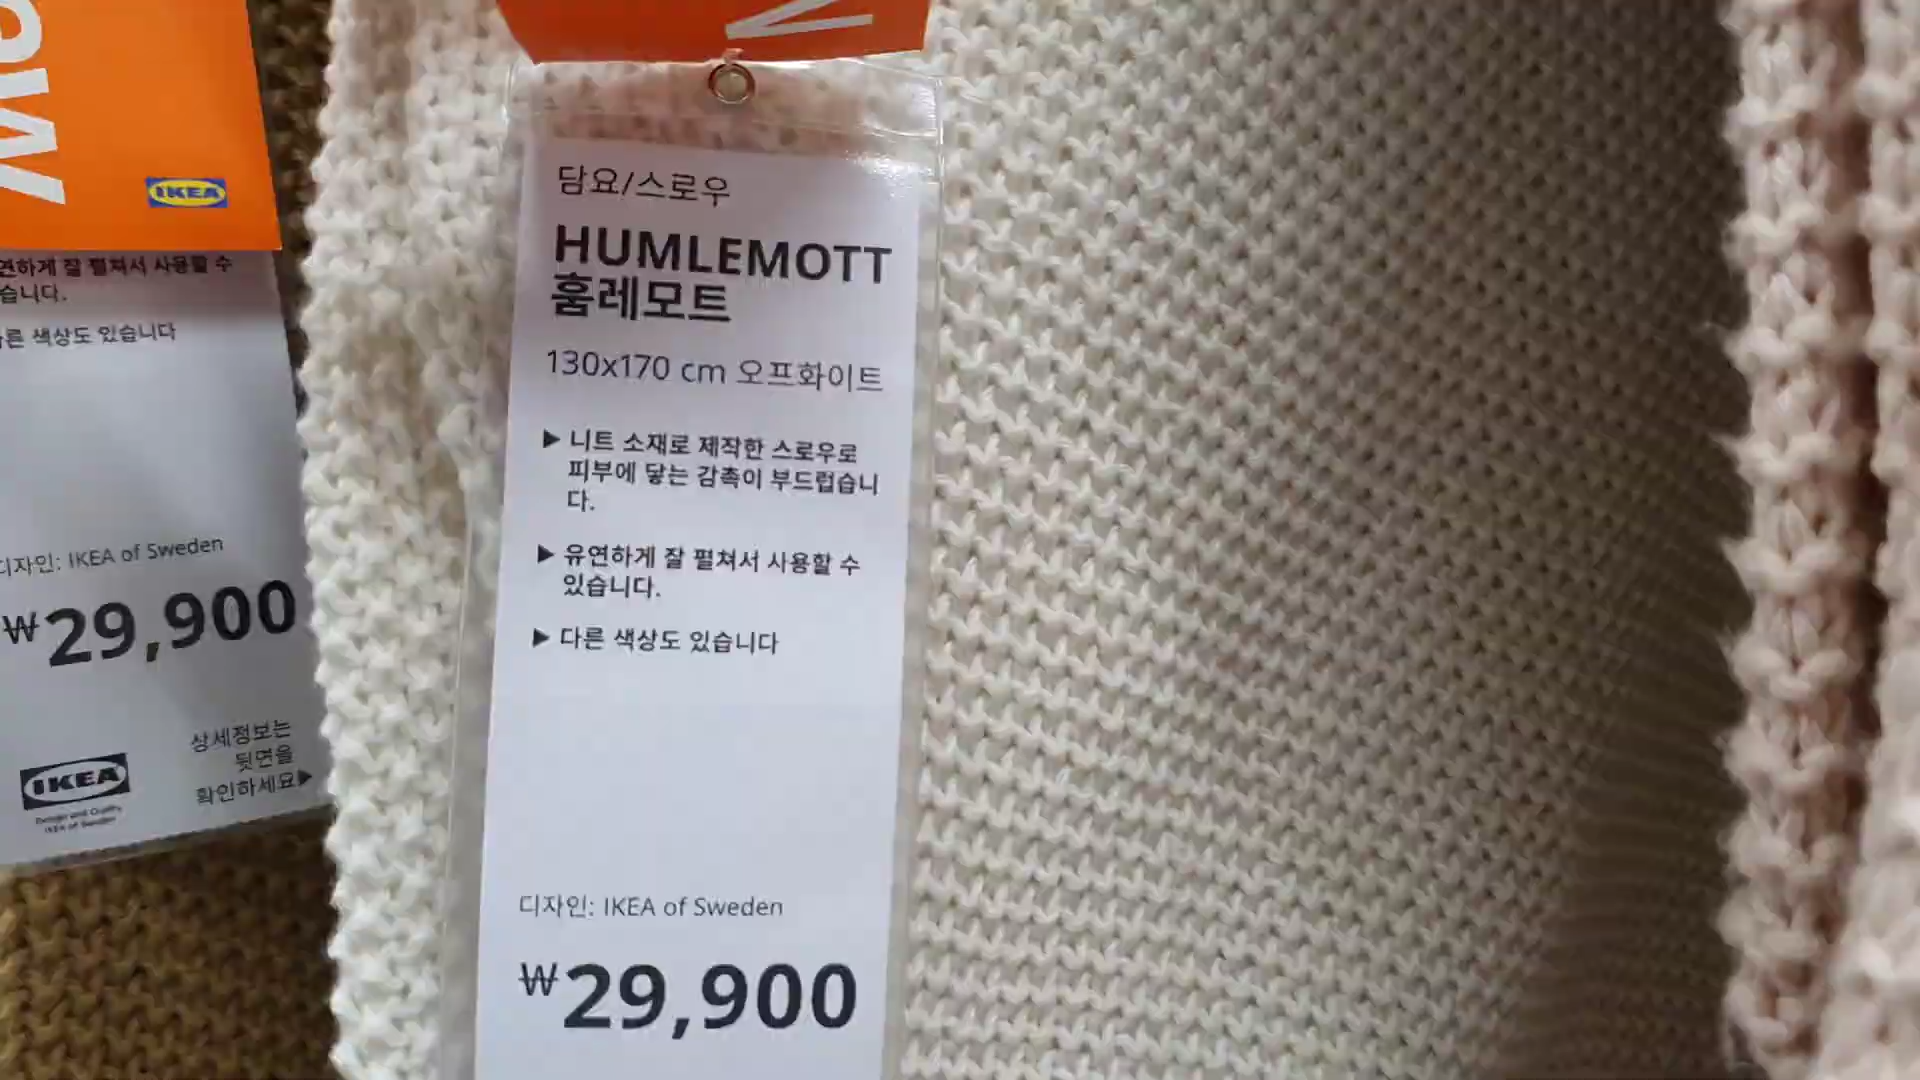 IKEA
연하게 잘 펼쳐서 사용할 수
습니다.
른 색상도 있습니다
디자인: IKEA of Sweden
₩29,900
상세정보는
뒷면을
확인하세요▶
IKEA
Design and Quality
IKEA of Sweden
담요/스로우
HUMLEMOTT
훔레모트
130x170 cm 오프화이트
▶ 니트 소재로 제작한 스로우로
피부에 닿는 감촉이 부드럽습니
다.
▶ 유연하게 잘 펼쳐서 사용할 수
있습니다.
▶ 다른 색상도 있습니다
디자인: IKEA of Sweden
₩29,900